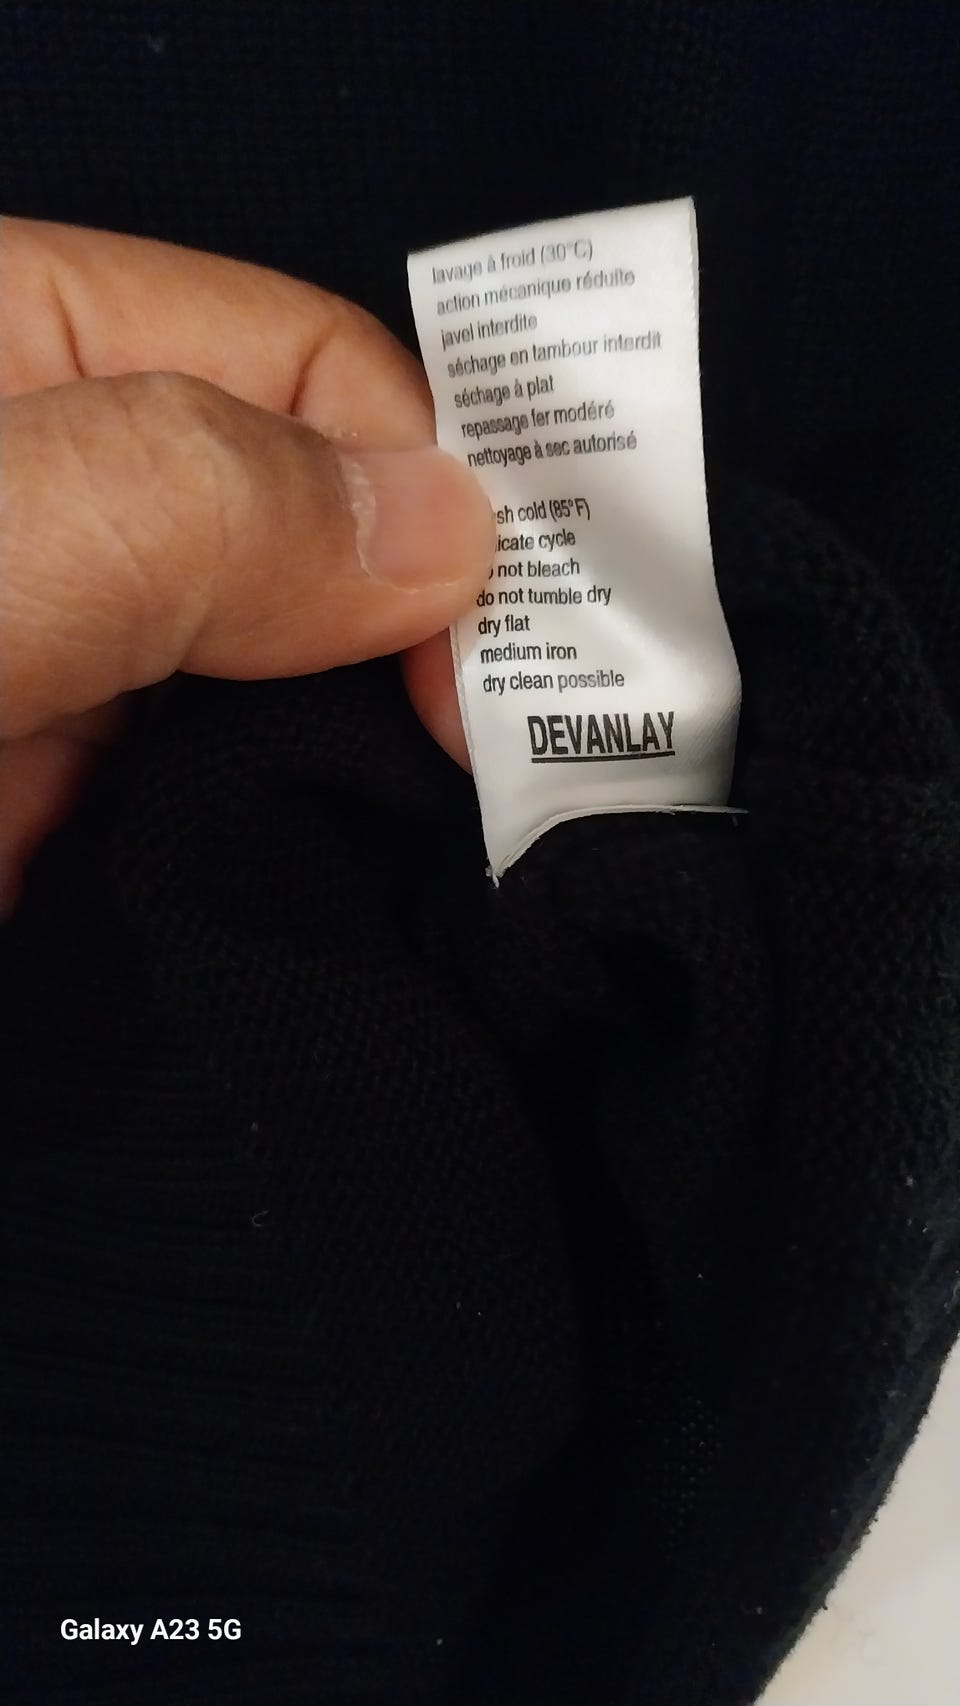 lavage à froid (30°C)
action mécanique réduite
javel interdite
séchage en tambour interdit
séchage à plat
repassage fer modéré
nettoyage à sec autorisé
sh cold (85°F)
icate cycle
not bleach
do not tumble dry
dry flat
medium iron
dry clean possible
DEVANLAY
Galaxy A23 5G